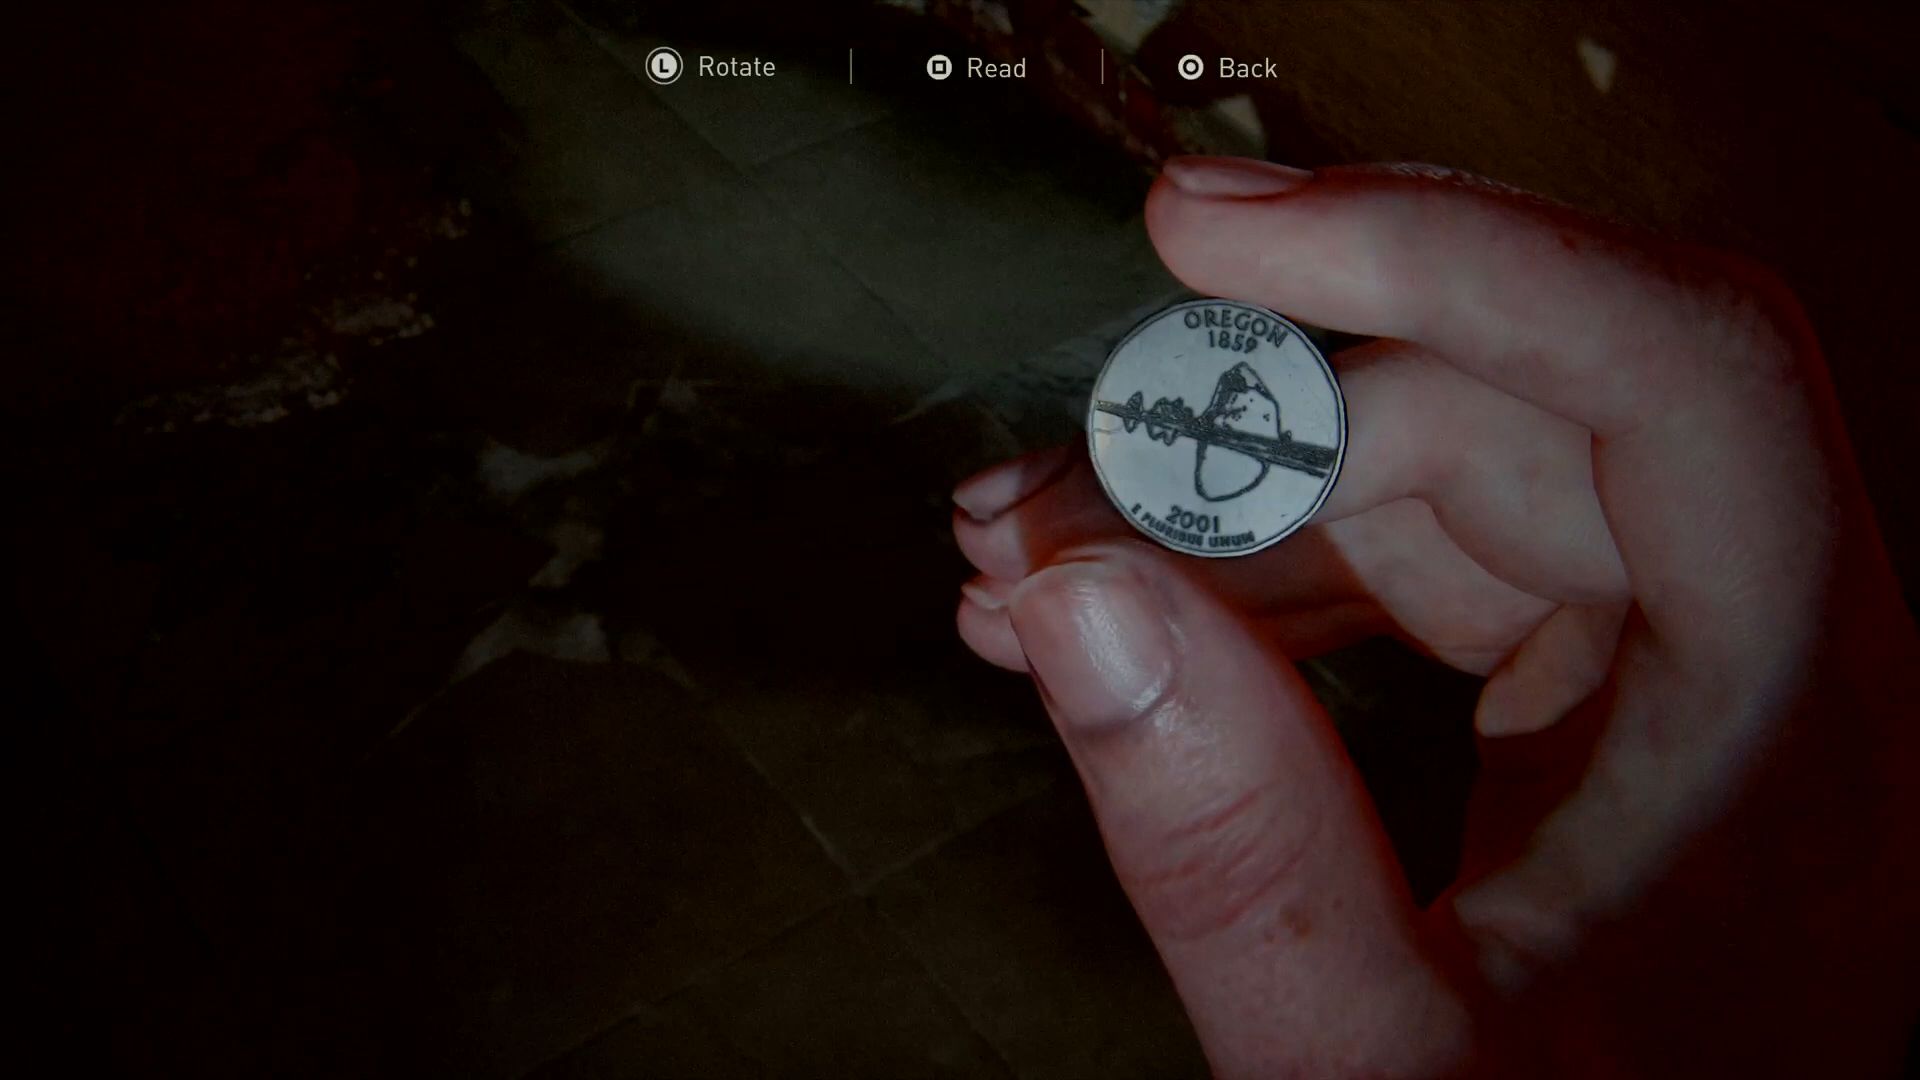 L Rotate
Read
Back
OREGON
1859
2001
E PLURIBUS UNUM